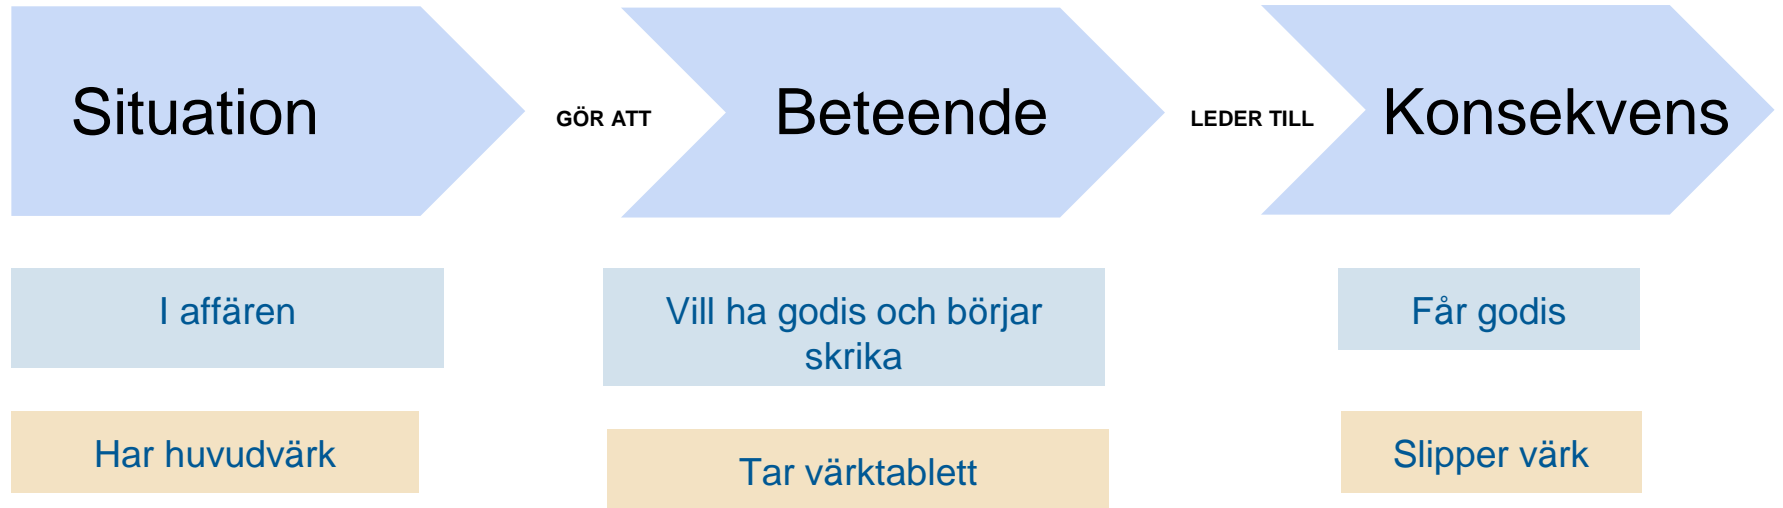 Situation
GÖR ATT
Beteende
LEDER TILL
Konsekvens
I affären
Vill ha godis och börjar
skrika
Får godis
Har huvudvärk
Tar värktablett
Slipper värk